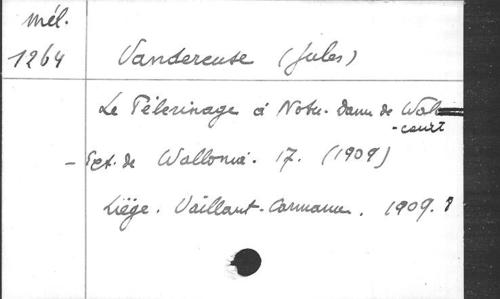 mél.
1264
Vandereuse (Jules)
Le Pèlerinage à Notre-Dame de Wal
-court
- Ext. de Wallonia. 17. (1909)
Liège. Vaillant-Carmanne. 1909.